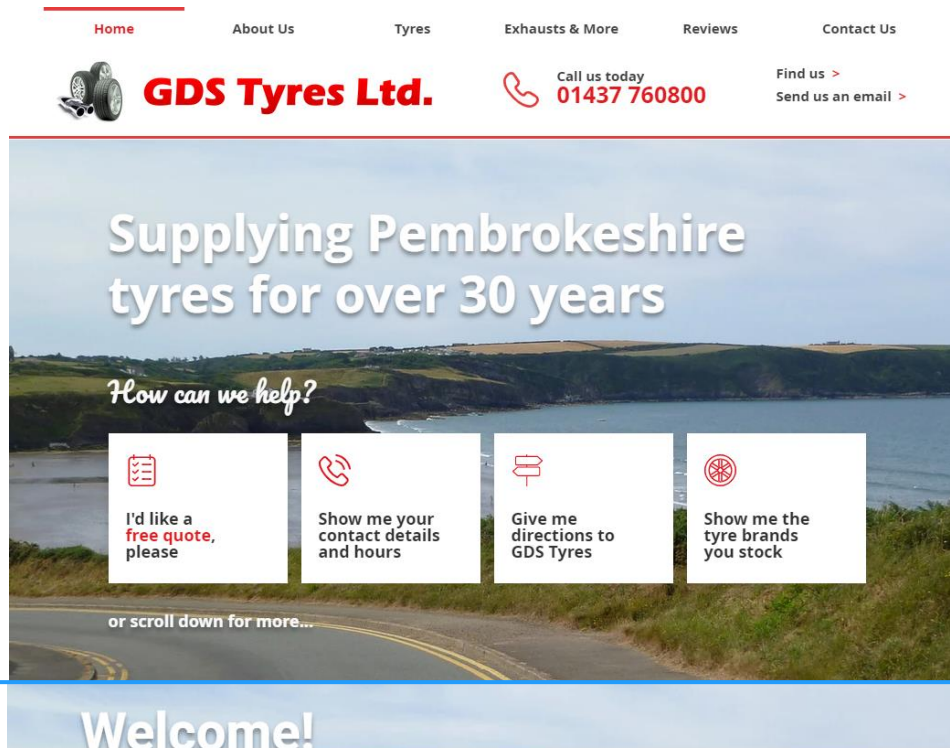 Home About Us Tyres Exhausts & More Reviews Contact Us
GDS Tyres Ltd.
Call us today
01437 760800
Find us >
Send us an email >
Supplying Pembrokeshire
tyres for over 30 years
How can we help?
I'd like a
free quote,
please
Show me your
contact details
and hours
Give me
directions to
GDS Tyres
Show me the
tyre brands
you stock
or scroll down for more...
Welcome!